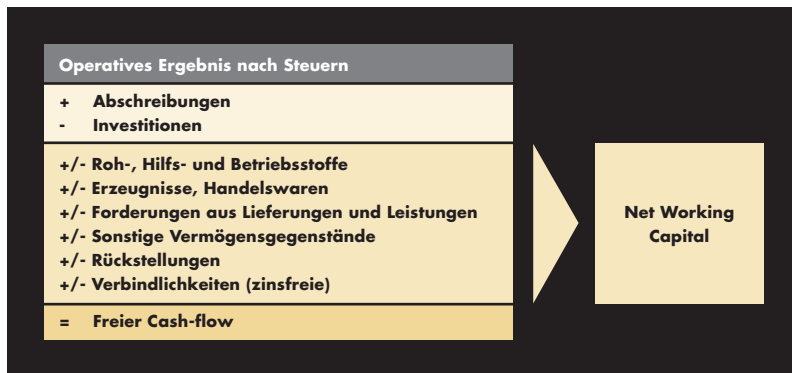 Operatives Ergebnis nach Steuern
+ Abschreibungen
- Investitionen
+/- Roh-, Hilfs- und Betriebsstoffe
+/- Erzeugnisse, Handelswaren
+/- Forderungen aus Lieferungen und Leistungen
+/- Sonstige Vermögensgegenstände
+/- Rückstellungen
+/- Verbindlichkeiten (zinsfreie)
= Freier Cash-flow
Net Working
Capital